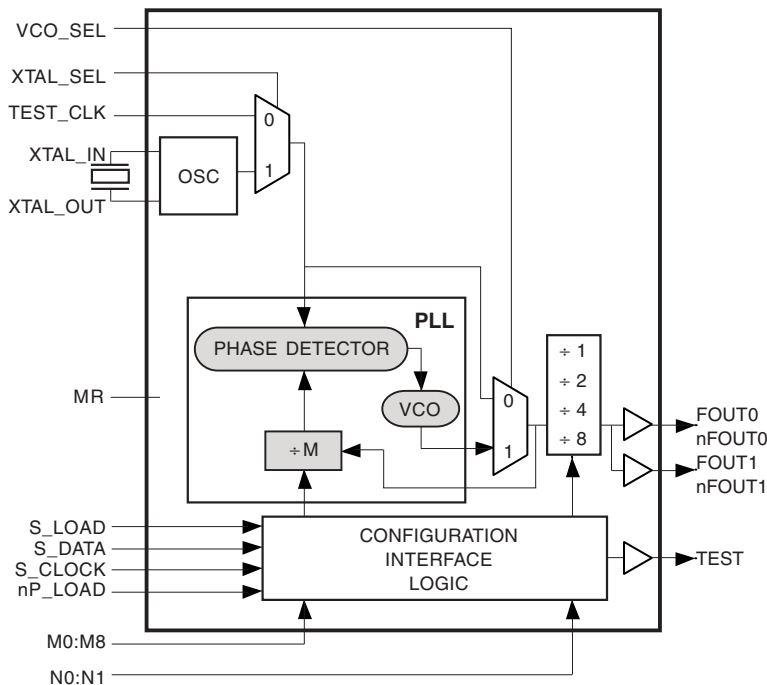 VCO_SEL
XTAL_SEL
TEST_CLK
0
XTAL_IN
OSC
1
XTAL_OUT
PLL
PHASE DETECTOR
÷ 1
÷ 2
÷ 4
÷ 8
MR
VCO
0
1
FOUT0
nFOUT0
FOUT1
nFOUT1
÷ M
S_LOAD
S_DATA
S_CLOCK
nP_LOAD
CONFIGURATION
INTERFACE
LOGIC
TEST
M0:M8
N0:N1